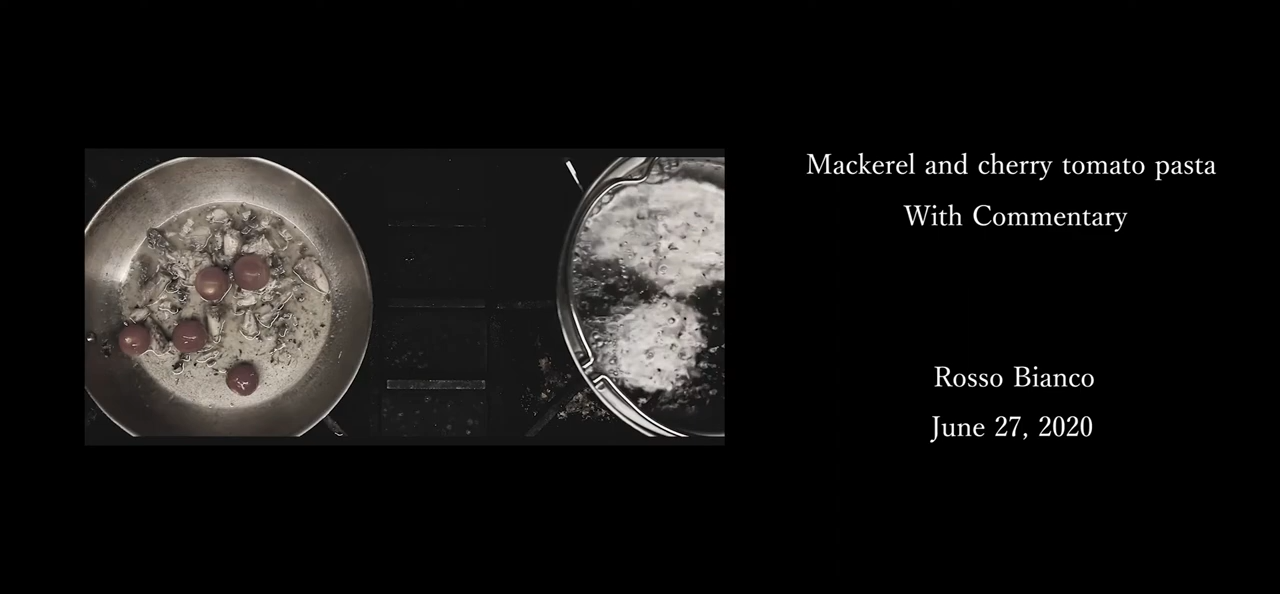 Mackerel and cherry tomato pasta
With Commentary
Rosso Bianco
June 27, 2020